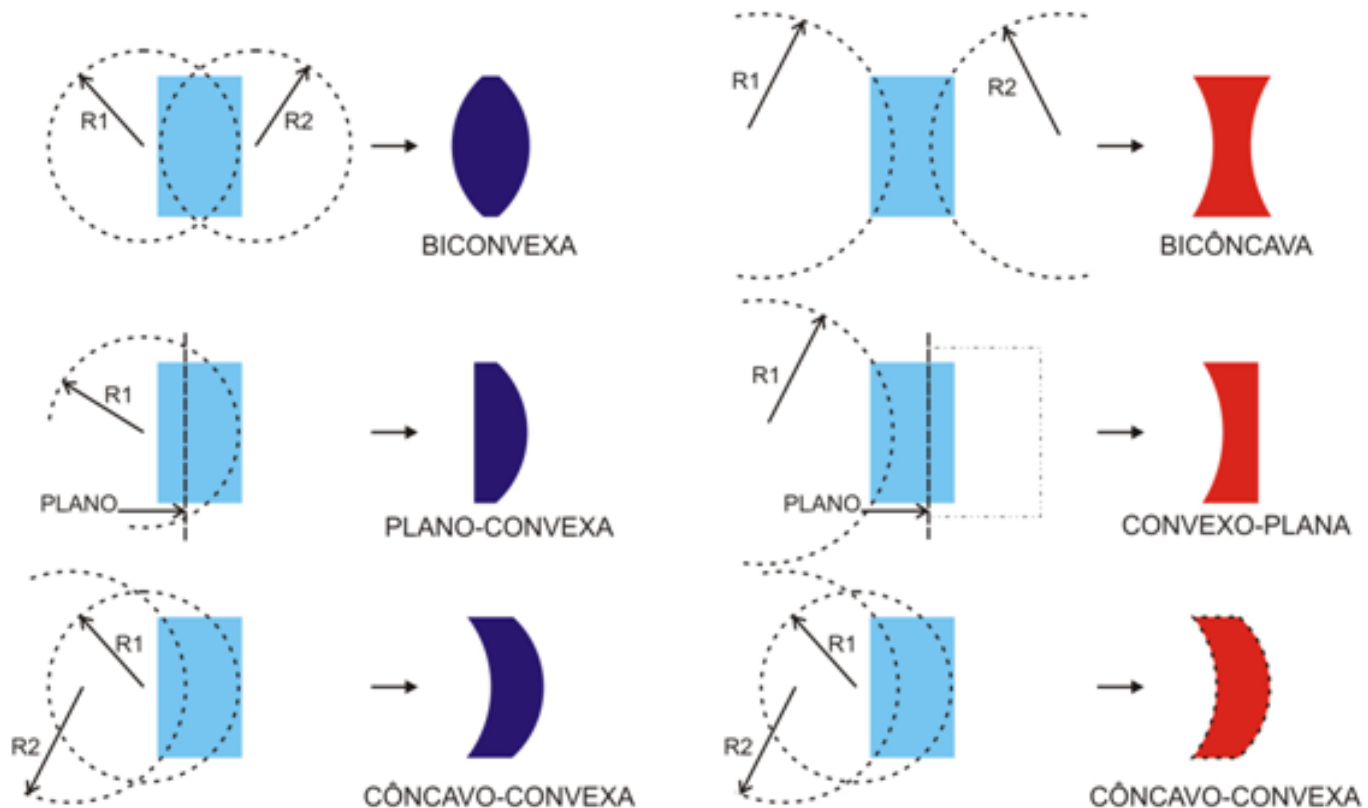 R1
R2
BICONVEXA
R1
R2
BICÔNCAVA
R1
PLANO
PLANO-CONVEXA
R1
PLANO
CONVEXO-PLANA
R1
R2
CÔNCAVO-CONVEXA
R1
R2
CÔNCAVO-CONVEXA